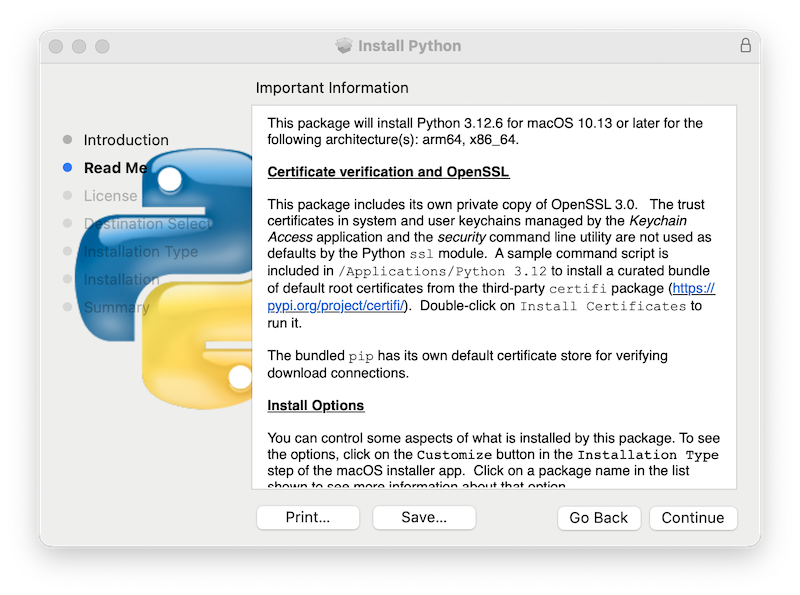 Install Python
Important Information
Introduction
Read Me
License
Destination Select
Installation Type
Installation
Summary
This package will install Python 3.12.6 for macOS 10.13 or later for the
following architecture(s): arm64, x86_64.
Certificate verification and OpenSSL
This package includes its own private copy of OpenSSL 3.0.   The trust
certificates in system and user keychains managed by the Keychain
Access application and the security command line utility are not used as
defaults by the Python ssl module.  A sample command script is
included in /Applications/Python 3.12 to install a curated bundle
of default root certificates from the third-party certifi package (https://
pypi.org/project/certifi/).  Double-click on Install Certificates to
run it.
The bundled pip has its own default certificate store for verifying
download connections.
Install Options
You can control some aspects of what is installed by this package. To see
the options, click on the Customize button in the Installation Type
step of the macOS installer app.  Click on a package name in the list
shown to see more information about that option.
Print...
Save...
Go Back
Continue